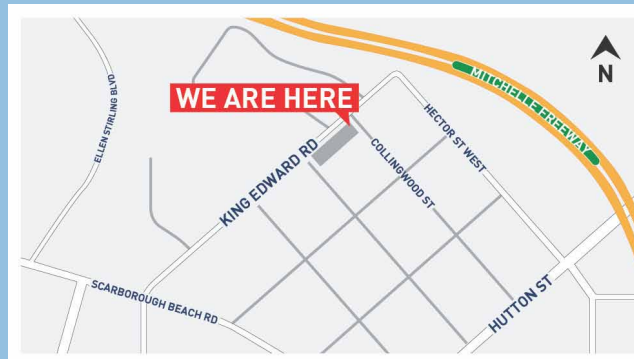 MITCHELLE FREEWAY
N
ELLEN STIRLING BLVD
WE ARE HERE
HECTOR ST WEST
KING EDWARD RD
COLLINGWOOD ST
SCARBOROUGH BEACH RD
HUTTON ST